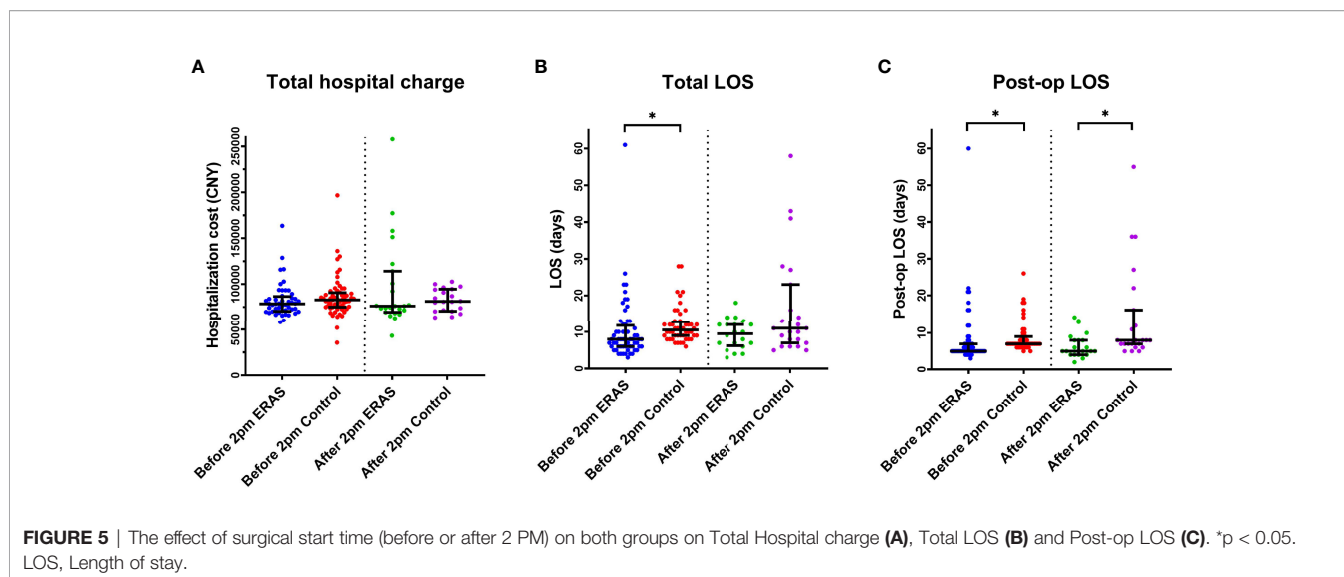 A
Total hospital charge
Hospitalization cost (CNY)
250000
200000
150000
100000
50000
0
Before 2pm ERAS
Before 2pm Control
After 2pm ERAS
After 2pm Control
B
Total LOS
*
LOS (days)
60
50
40
30
20
10
0
Before 2pm ERAS
Before 2pm Control
After 2pm ERAS
After 2pm Control
C
Post-op LOS
*
*
Post-op LOS (days)
60
50
40
30
20
10
0
Before 2pm ERAS
Before 2pm Control
After 2pm ERAS
After 2pm Control
FIGURE 5 | The effect of surgical start time (before or after 2 PM) on both groups on Total Hospital charge (A), Total LOS (B) and Post-op LOS (C). *p < 0.05.
LOS, Length of stay.